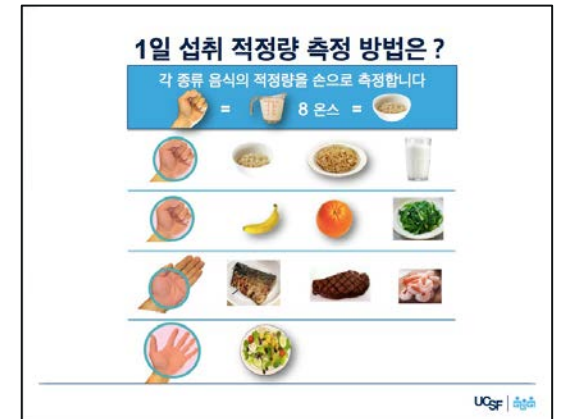 1일 섭취 적정량 측정 방법은 ?
각 종류 음식의 적정량을 손으로 측정합니다
= 8 온스 =
UCSF